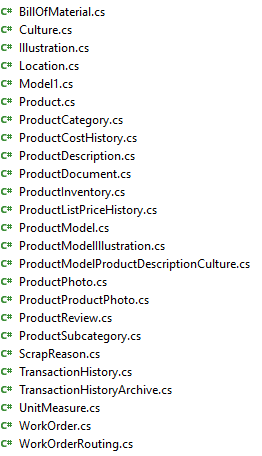 C# BillOfMaterial.cs
C# Culture.cs
C# Illustration.cs
C# Location.cs
C# Model1.cs
C# Product.cs
C# ProductCategory.cs
C# ProductCostHistory.cs
C# ProductDescription.cs
C# ProductDocument.cs
C# ProductInventory.cs
C# ProductListPriceHistory.cs
C# ProductModel.cs
C# ProductModelIllustration.cs
C# ProductModelProductDescriptionCulture.cs
C# ProductPhoto.cs
C# ProductProductPhoto.cs
C# ProductReview.cs
C# ProductSubcategory.cs
C# ScrapReason.cs
C# TransactionHistory.cs
C# TransactionHistoryArchive.cs
C# UnitMeasure.cs
C# WorkOrder.cs
C# WorkOrderRouting.cs